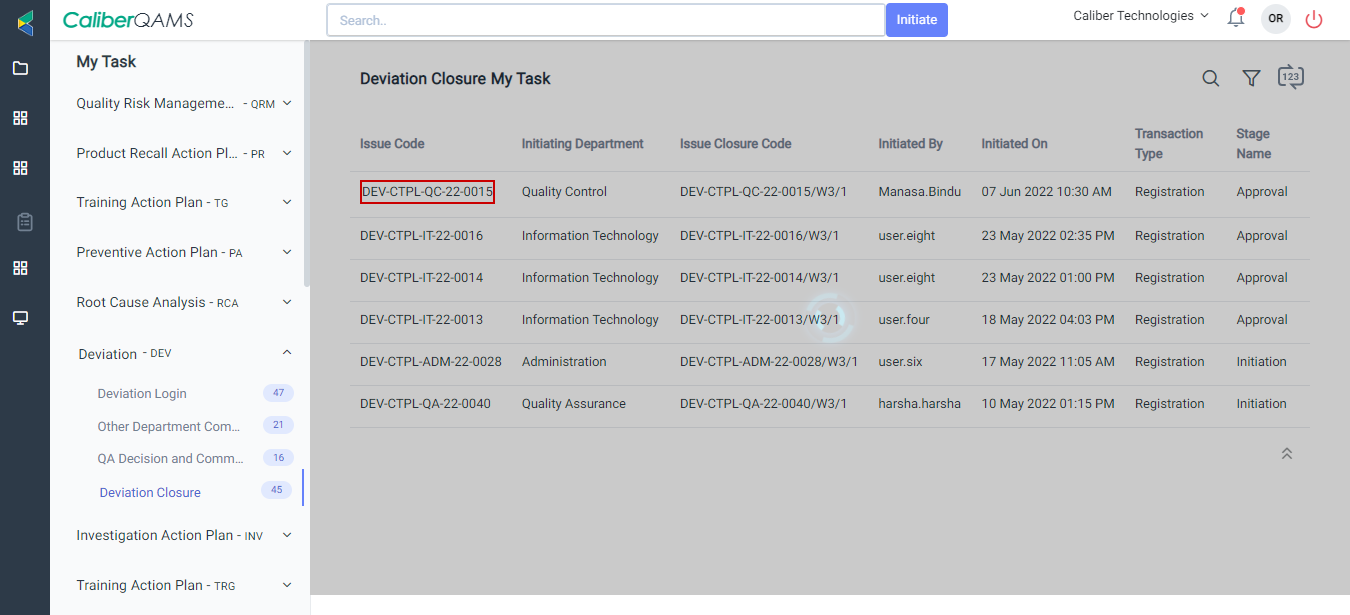 CaliberQAMS
Search..
Initiate
Caliber Technologies
OR
My Task
Quality Risk Manageme... - QRM
Product Recall Action Pl... - PR
Training Action Plan - TG
Preventive Action Plan - PA
Root Cause Analysis - RCA
Deviation - DEV
Deviation Login 47
Other Department Com... 21
QA Decision and Comm... 16
Deviation Closure 45
Investigation Action Plan - INV
Training Action Plan - TRG
Deviation Closure My Task
123
Issue Code Initiating Department Issue Closure Code Initiated By Initiated On Transaction Type Stage Name
DEV-CTPL-QC-22-0015 Quality Control DEV-CTPL-QC-22-0015/W3/1 Manasa.Bindu 07 Jun 2022 10:30 AM Registration Approval
DEV-CTPL-IT-22-0016 Information Technology DEV-CTPL-IT-22-0016/W3/1 user.eight 23 May 2022 02:35 PM Registration Approval
DEV-CTPL-IT-22-0014 Information Technology DEV-CTPL-IT-22-0014/W3/1 user.eight 23 May 2022 01:00 PM Registration Approval
DEV-CTPL-IT-22-0013 Information Technology DEV-CTPL-IT-22-0013/W3/1 user.four 18 May 2022 04:03 PM Registration Approval
DEV-CTPL-ADM-22-0028 Administration DEV-CTPL-ADM-22-0028/W3/1 user.six 17 May 2022 11:05 AM Registration Initiation
DEV-CTPL-QA-22-0040 Quality Assurance DEV-CTPL-QA-22-0040/W3/1 harsha.harsha 10 May 2022 01:15 PM Registration Initiation